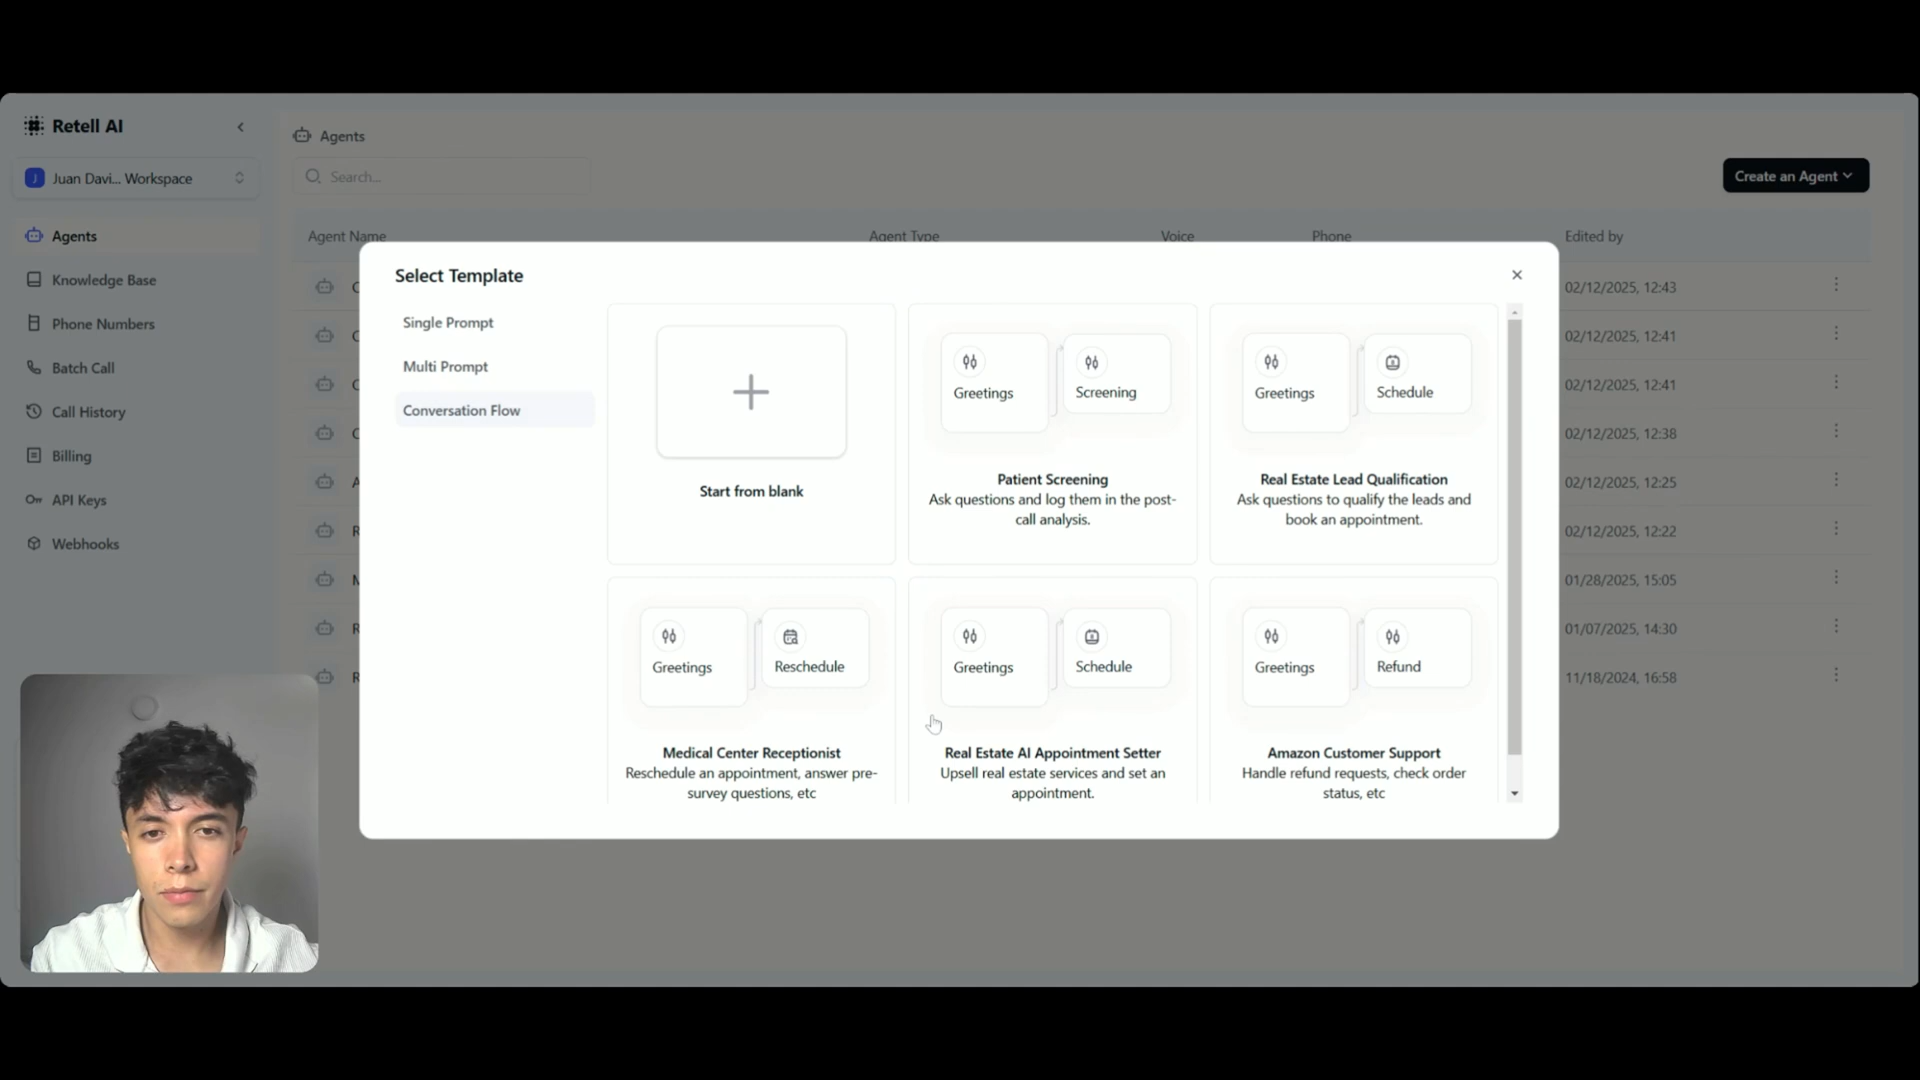 Retell AI
J Juan Davi... Workspace
Agents
Knowledge Base
Phone Numbers
Batch Call
Call History
Billing
API Keys
Webhooks
Agents
Search...
Create an Agent
Agent Name
Agent Type
Voice
Phone
Edited by
C
02/12/2025, 12:43
C
02/12/2025, 12:41
C
02/12/2025, 12:41
C
02/12/2025, 12:38
A
02/12/2025, 12:25
R
02/12/2025, 12:22
M
01/28/2025, 15:05
R
01/07/2025, 14:30
R
11/18/2024, 16:58
Select Template
Single Prompt
Multi Prompt
Conversation Flow
Start from blank
Greetings
Screening
Patient Screening
Ask questions and log them in the post-
call analysis.
Greetings
Schedule
Real Estate Lead Qualification
Ask questions to qualify the leads and
book an appointment.
Greetings
Reschedule
Medical Center Receptionist
Reschedule an appointment, answer pre-
survey questions, etc
Greetings
Schedule
Real Estate AI Appointment Setter
Upsell real estate services and set an
appointment.
Greetings
Refund
Amazon Customer Support
Handle refund requests, check order
status, etc